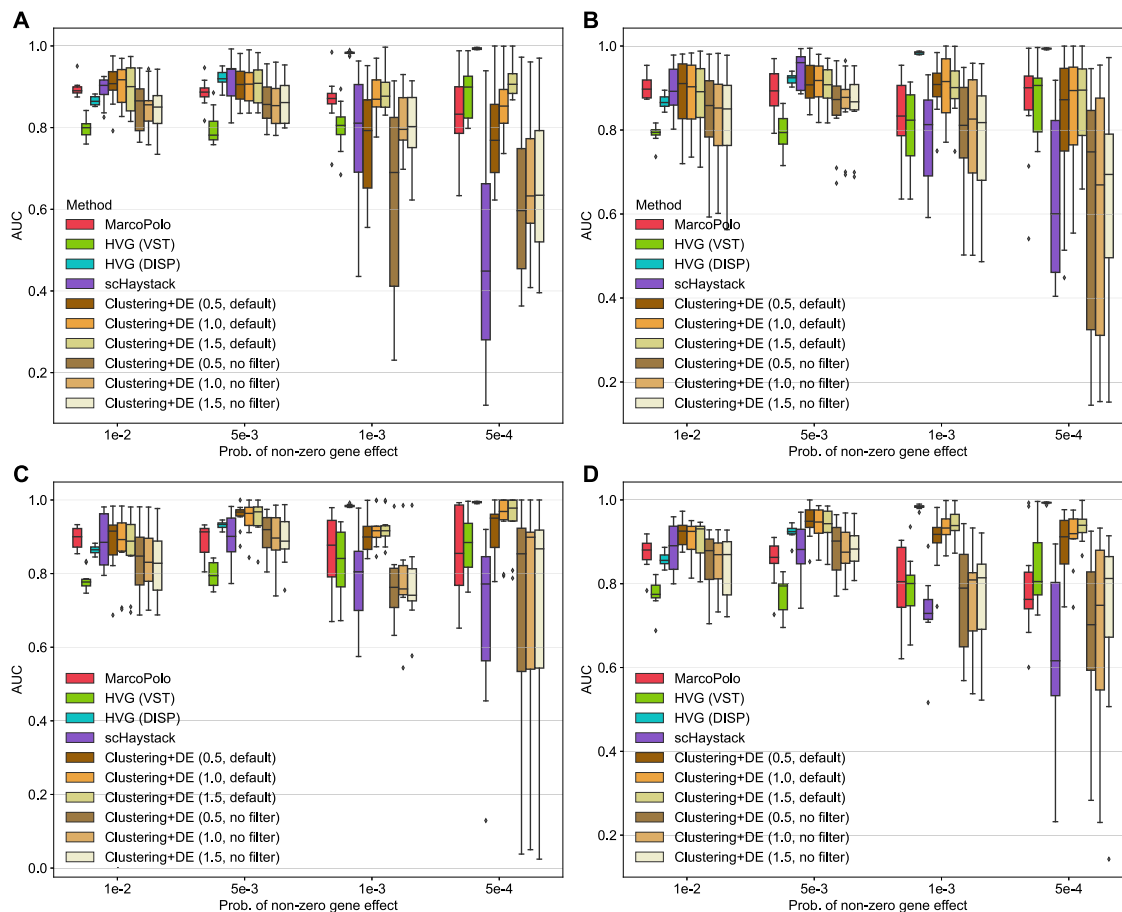 A
1.0
0.8
0.6
0.4
0.2
AUC
Method
MarcoPolo
HVG (VST)
HVG (DISP)
scHaystack
Clustering+DE (0.5, default)
Clustering+DE (1.0, default)
Clustering+DE (1.5, default)
Clustering+DE (0.5, no filter)
Clustering+DE (1.0, no filter)
Clustering+DE (1.5, no filter)
1e-2 5e-3 1e-3 5e-4
Prob. of non-zero gene effect
B
1.0
0.8
0.6
0.4
0.2
AUC
Method
MarcoPolo
HVG (VST)
HVG (DISP)
scHaystack
Clustering+DE (0.5, default)
Clustering+DE (1.0, default)
Clustering+DE (1.5, default)
Clustering+DE (0.5, no filter)
Clustering+DE (1.0, no filter)
Clustering+DE (1.5, no filter)
1e-2 5e-3 1e-3 5e-4
Prob. of non-zero gene effect
C
1.0
0.8
0.6
0.4
0.2
0.0
AUC
MarcoPolo
HVG (VST)
HVG (DISP)
scHaystack
Clustering+DE (0.5, default)
Clustering+DE (1.0, default)
Clustering+DE (1.5, default)
Clustering+DE (0.5, no filter)
Clustering+DE (1.0, no filter)
Clustering+DE (1.5, no filter)
1e-2 5e-3 1e-3 5e-4
Prob. of non-zero gene effect
D
1.0
0.8
0.6
0.4
0.2
AUC
MarcoPolo
HVG (VST)
HVG (DISP)
scHaystack
Clustering+DE (0.5, default)
Clustering+DE (1.0, default)
Clustering+DE (1.5, default)
Clustering+DE (0.5, no filter)
Clustering+DE (1.0, no filter)
Clustering+DE (1.5, no filter)
1e-2 5e-3 1e-3 5e-4
Prob. of non-zero gene effect